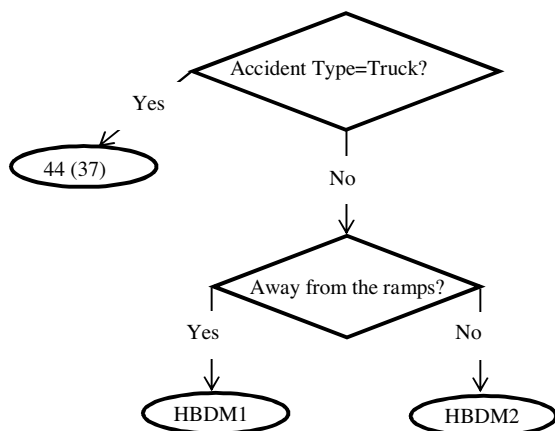 Accident Type=Truck?
Yes
44 (37)
No
Away from the ramps?
Yes
No
HBDM1
HBDM2